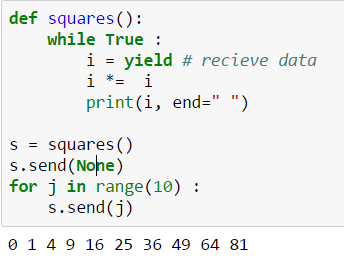 def squares():
    while True :
        i = yield # recieve data
        i *=  i
        print(i, end=" ")

s = squares()
s.send(None)
for j in range(10) :
    s.send(j)
0 1 4 9 16 25 36 49 64 81